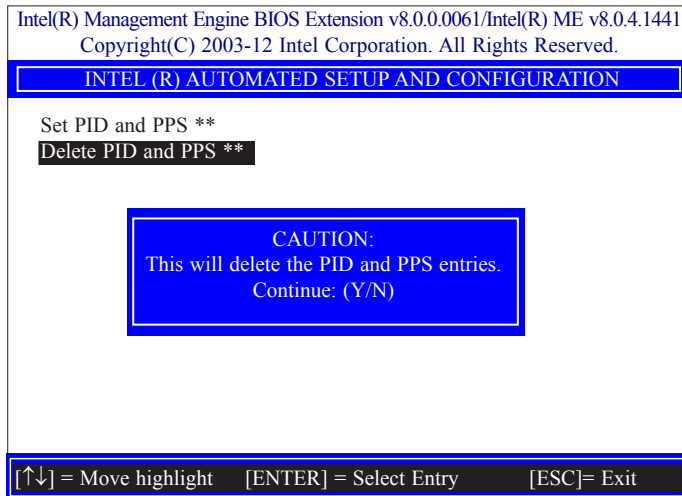 Intel(R) Management Engine BIOS Extension v8.0.0.0061/Intel(R) ME v8.0.4.1441
Copyright(C) 2003-12 Intel Corporation. All Rights Reserved.
INTEL (R) AUTOMATED SETUP AND CONFIGURATION
Set PID and PPS **
Delete PID and PPS **
CAUTION:
This will delete the PID and PPS entries.
Continue: (Y/N)
[↑↓] = Move highlight [ENTER] = Select Entry [ESC]= Exit